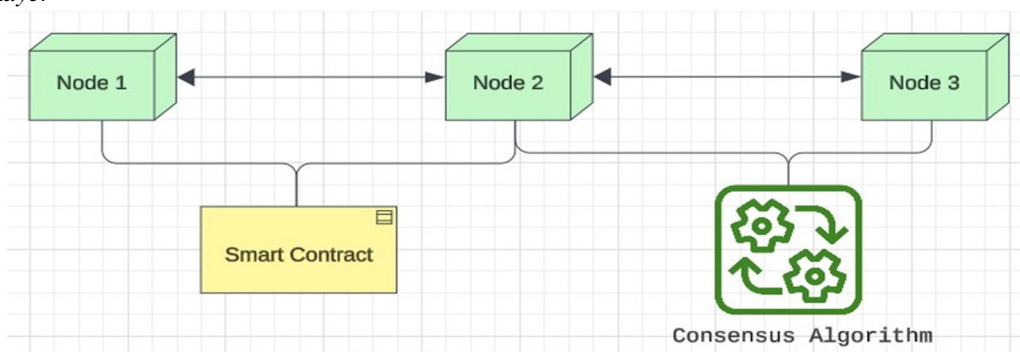 Node 1
Node 2
Node 3
Smart Contract
Consensus Algorithm